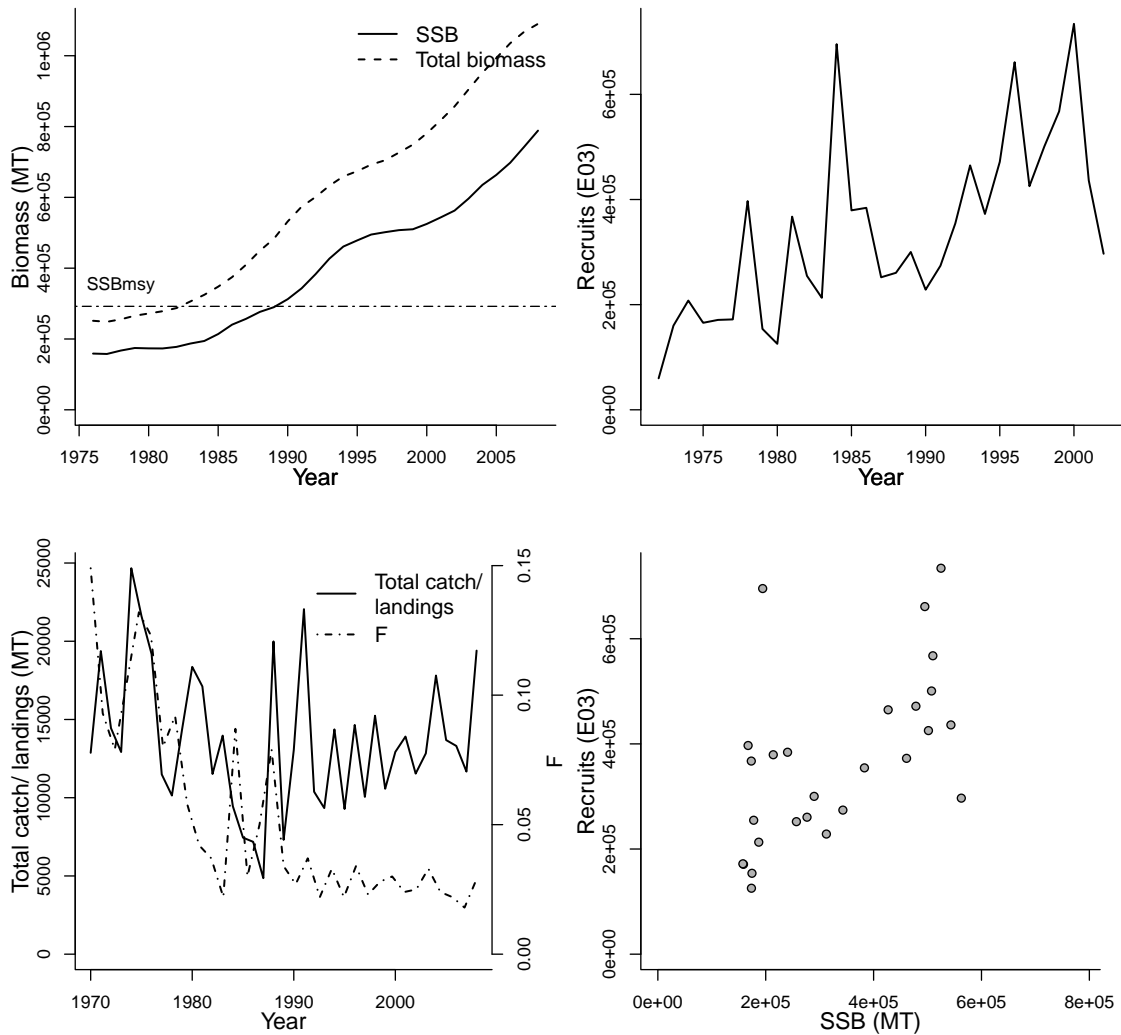 SSB
Total biomass
SSBmsy
Biomass (MT)
0e+00 2e+05 4e+05 6e+05 8e+05 1e+06
1975 1980 1985 1990 1995 2000 2005
Year
Recruits (E03)
0e+00 2e+05 4e+05 6e+05
1975 1980 1985 1990 1995 2000
Year
Total catch/
landings
F
Total catch/ landings (MT)
0 5000 10000 15000 20000 25000
0.00 0.05 0.10 0.15
F
1970 1980 1990 2000
Year
Recruits (E03)
0e+00 2e+05 4e+05 6e+05
0e+00 2e+05 4e+05 6e+05 8e+05
SSB (MT)